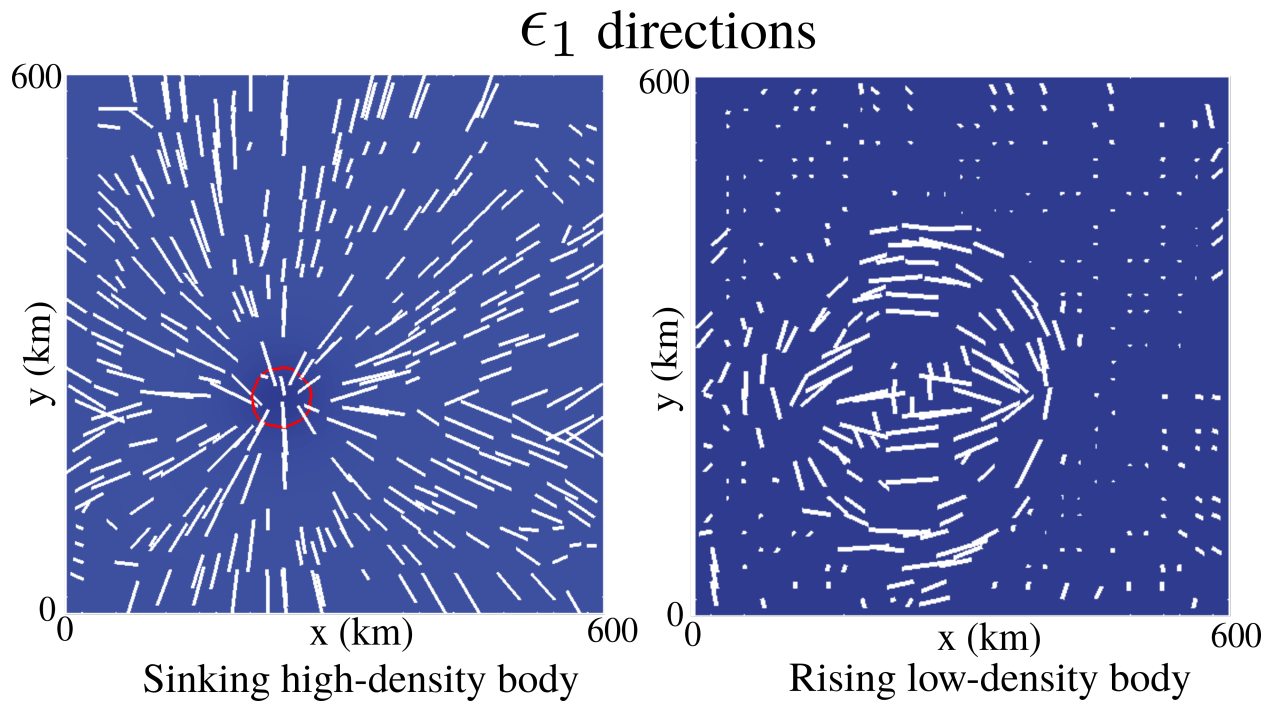 ϵ1 directions
600
600
y (km)
y (km)
0
0
0
x (km)
600
0
x (km)
600
Sinking high-density body
Rising low-density body